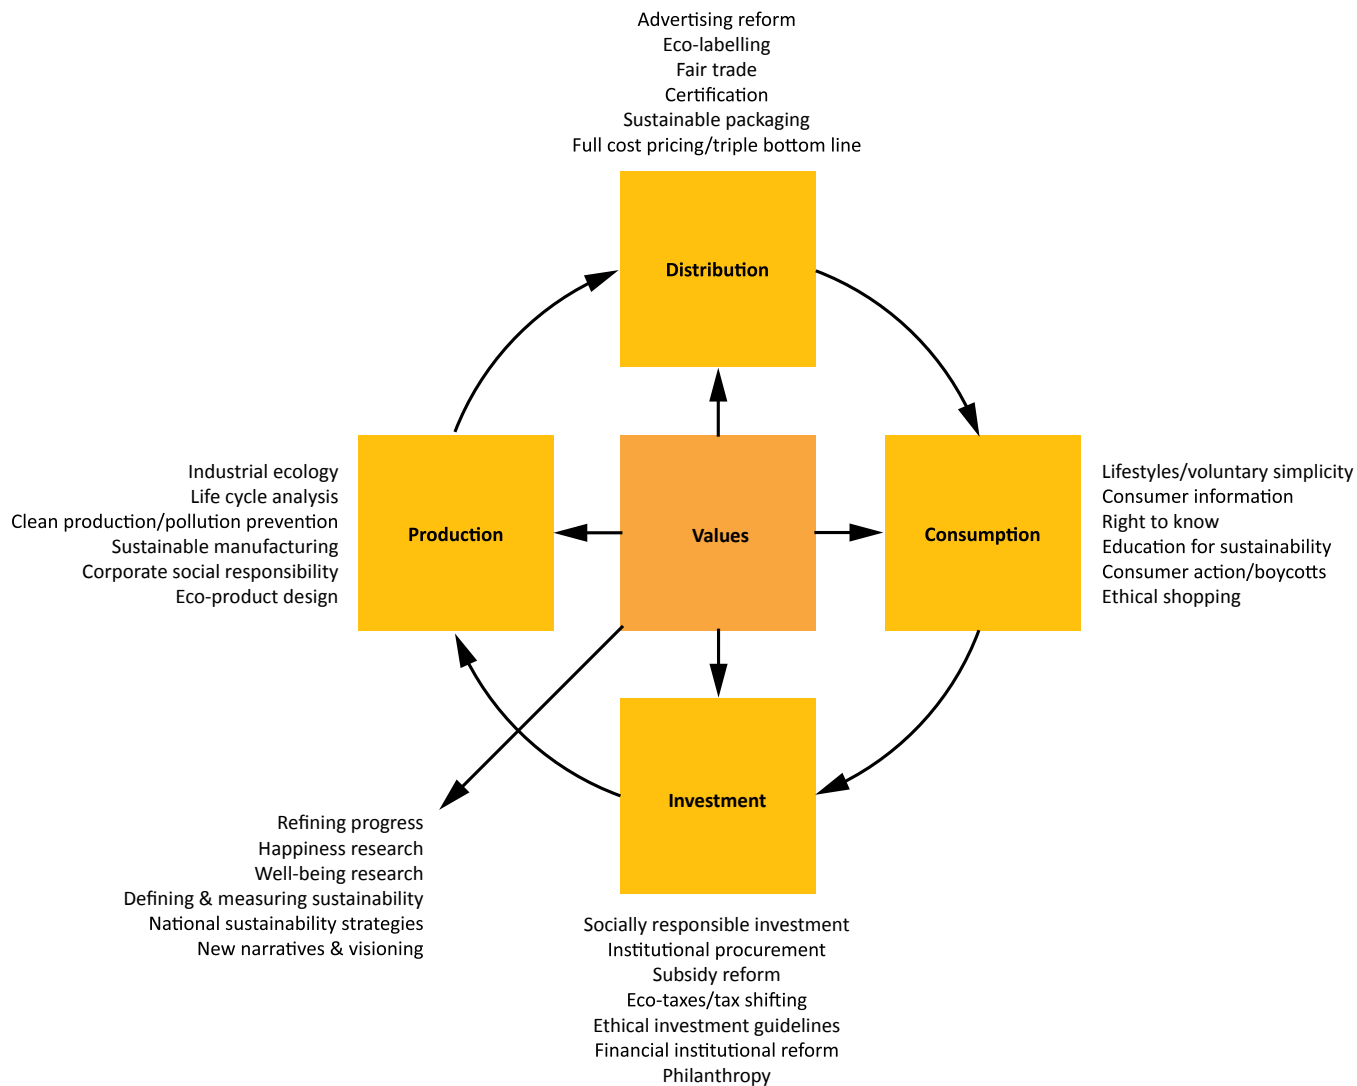 Advertising reform
Eco-labelling
Fair trade
Certification
Sustainable packaging
Full cost pricing/triple bottom line
Distribution
Industrial ecology
Life cycle analysis
Clean production/pollution prevention
Sustainable manufacturing
Corporate social responsibility
Eco-product design
Production
Values
Consumption
Lifestyles/voluntary simplicity
Consumer information
Right to know
Education for sustainability
Consumer action/boycotts
Ethical shopping
Investment
Refining progress
Happiness research
Well-being research
Defining & measuring sustainability
National sustainability strategies
New narratives & visioning
Socially responsible investment
Institutional procurement
Subsidy reform
Eco-taxes/tax shifting
Ethical investment guidelines
Financial institutional reform
Philanthropy